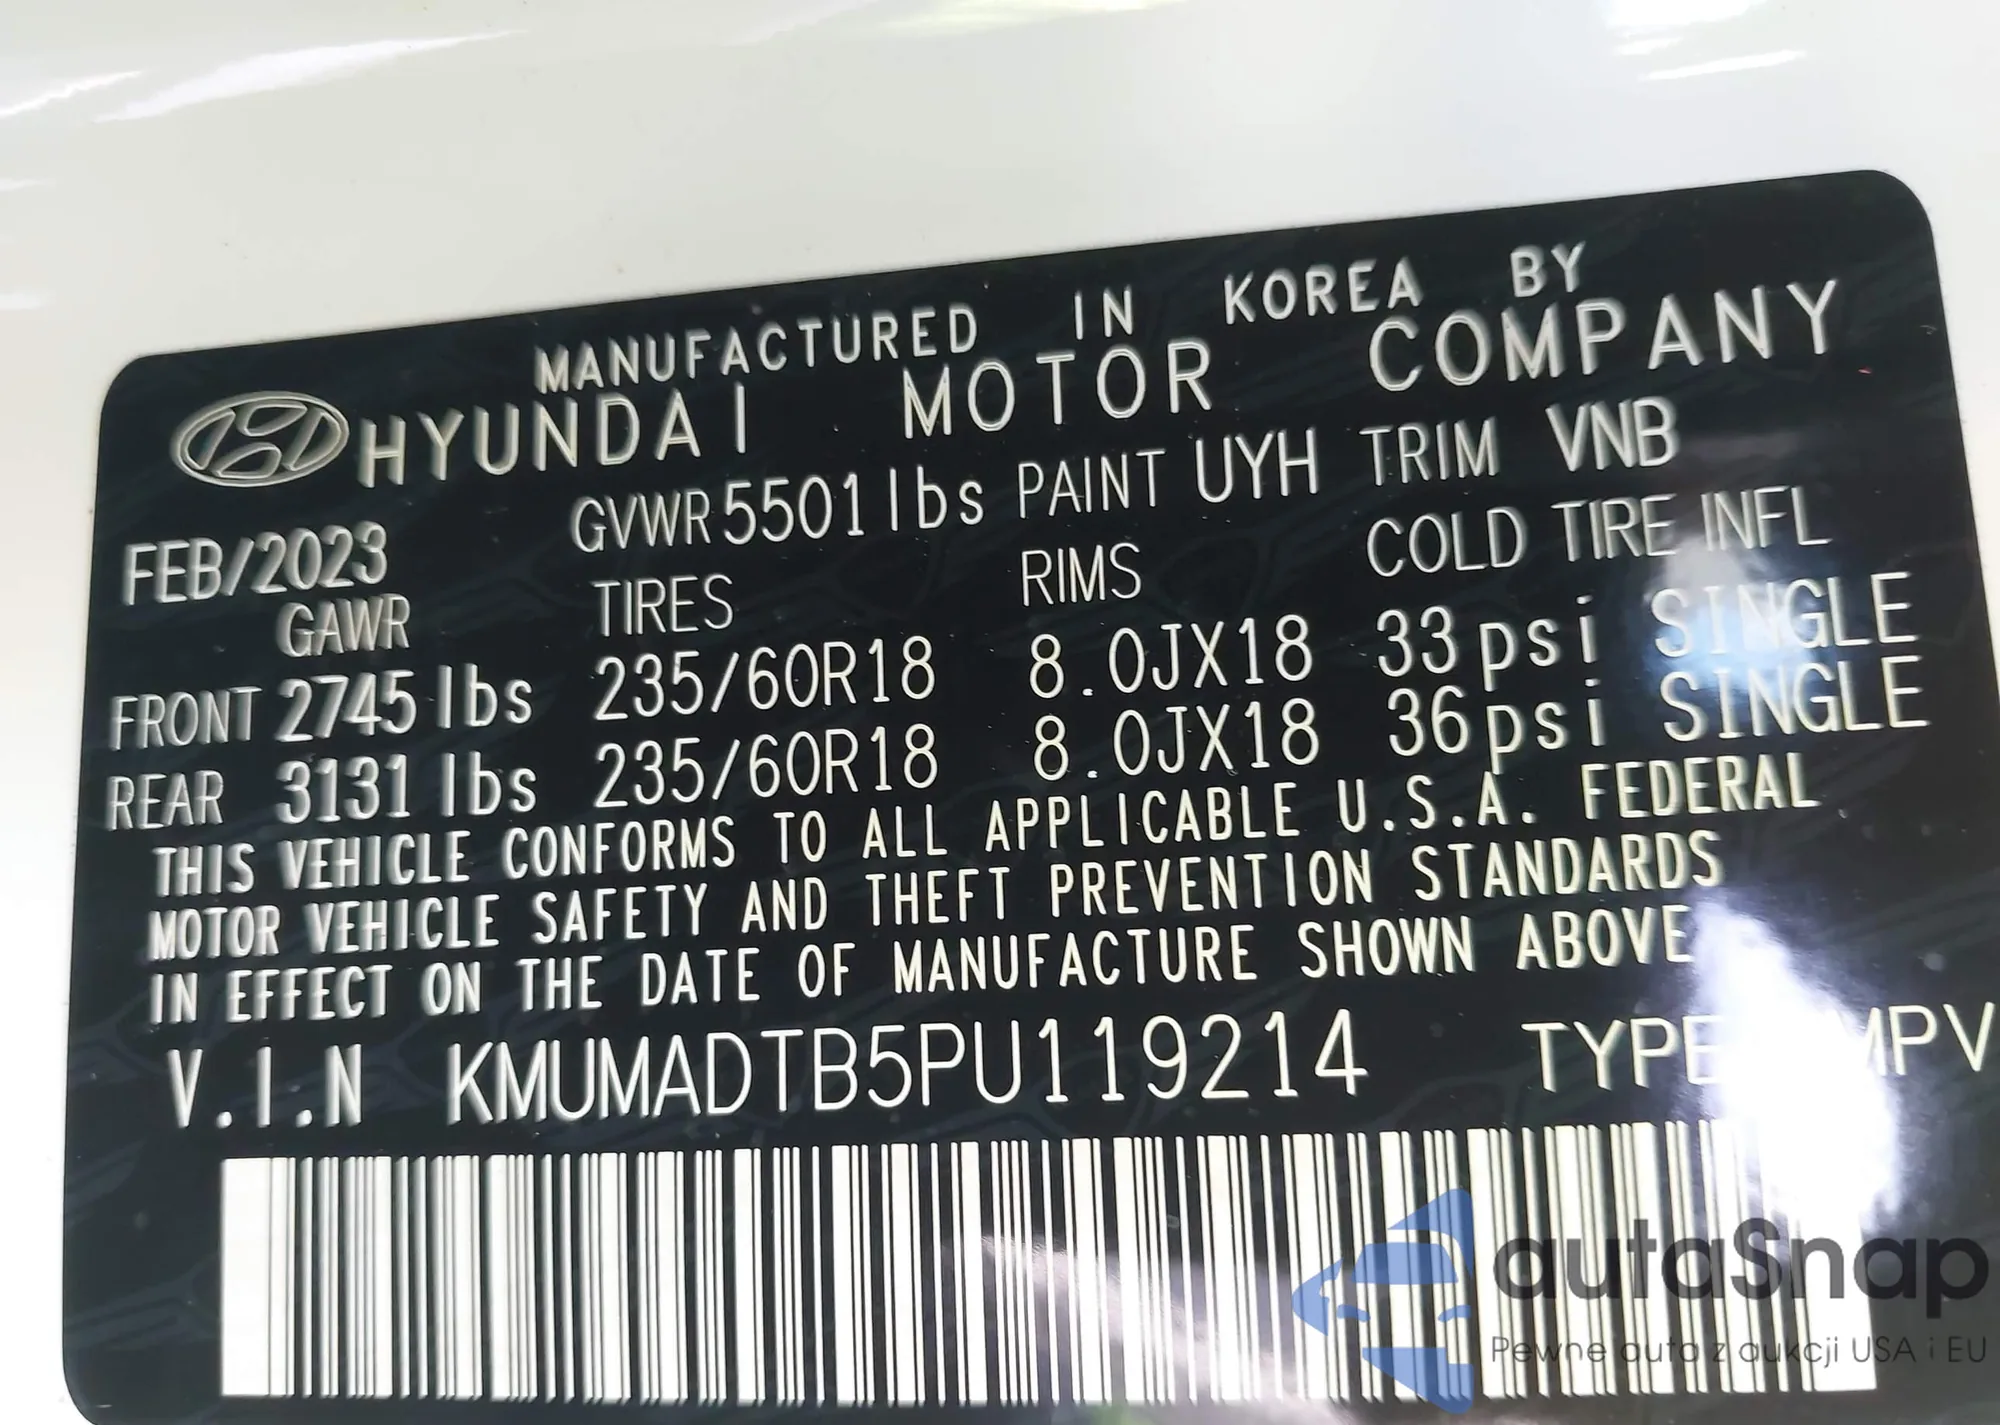 MANUFACTURED IN KOREA BY
HYUNDAI MOTOR COMPANY
FEB/2023 GVWR 5501 lbs PAINT UYH TRIM VNB
GAWR TIRES RIMS COLD TIRE INFL
FRONT 2745 lbs 235/60R18 8.0JX18 33 psi SINGLE
REAR 3131 lbs 235/60R18 8.0JX18 36 psi SINGLE
THIS VEHICLE CONFORMS TO ALL APPLICABLE U.S.A. FEDERAL
MOTOR VEHICLE SAFETY AND THEFT PREVENTION STANDARDS
IN EFFECT ON THE DATE OF MANUFACTURE SHOWN ABOVE
V.I.N KMUMADTB5PU119214 TYPE MPV
autaSnap
Pewne auta z aukcji USA i EU